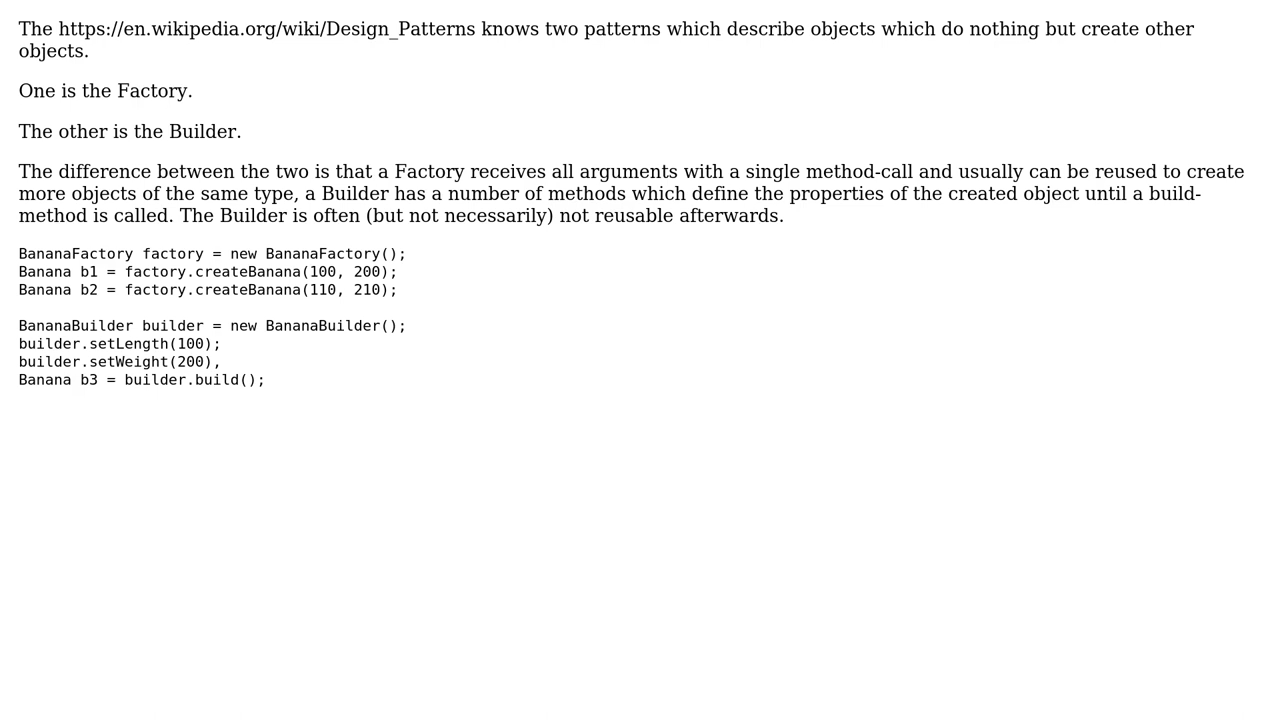 The https://en.wikipedia.org/wiki/Design_Patterns knows two patterns which describe objects which do nothing but create other
objects.
One is the Factory.
The other is the Builder.
The difference between the two is that a Factory receives all arguments with a single method-call and usually can be reused to create
more objects of the same type, a Builder has a number of methods which define the properties of the created object until a build-
method is called. The Builder is often (but not necessarily) not reusable afterwards.
BananaFactory factory = new BananaFactory();
Banana b1 = factory.createBanana(100, 200);
Banana b2 = factory.createBanana(110, 210);
BananaBuilder builder = new BananaBuilder();
builder.setLength(100);
builder.setWeight(200),
Banana b3 = builder.build();